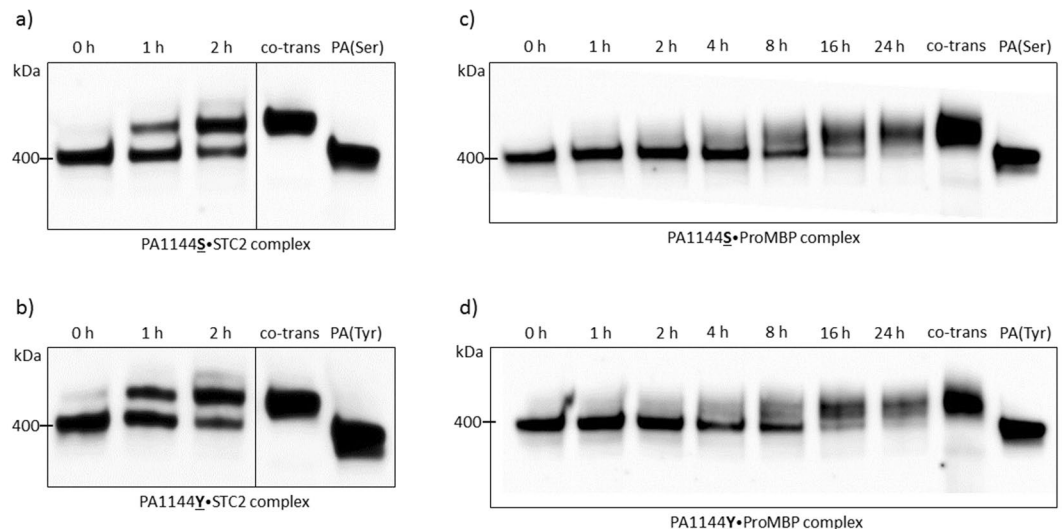 a)
0 h 1 h 2 h co-trans PA(Ser)
kDa
400
PA1144S•STC2 complex
b)
0 h 1 h 2 h co-trans PA(Tyr)
kDa
400
PA1144Y•STC2 complex
c)
0 h 1 h 2 h 4 h 8 h 16 h 24 h co-trans PA(Ser)
kDa
400
PA1144S•ProMBP complex
d)
0 h 1 h 2 h 4 h 8 h 16 h 24 h co-trans PA(Tyr)
kDa
400
PA1144Y•ProMBP complex